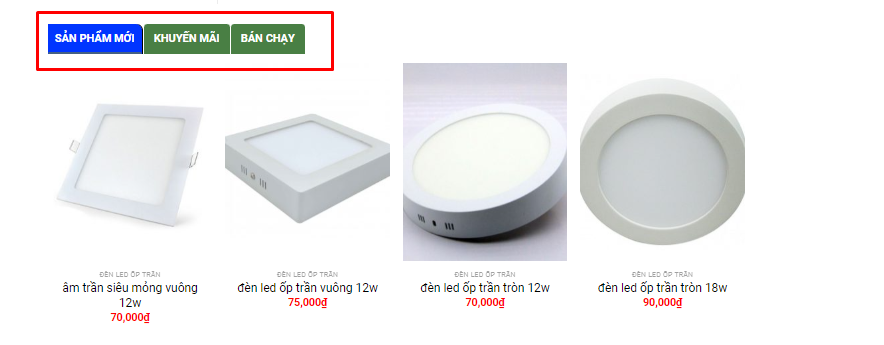 SẢN PHẨM MỚI KHUYẾN MÃI BÁN CHẠY
ĐÈN LED ỐP TRẦN
âm trần siêu mỏng vuông
12w
70,000₫
ĐÈN LED ỐP TRẦN
đèn led ốp trần vuông 12w
75,000₫
ĐÈN LED ỐP TRẦN
đèn led ốp trần tròn 12w
70,000₫
ĐÈN LED ỐP TRẦN
đèn led ốp trần tròn 18w
90,000₫